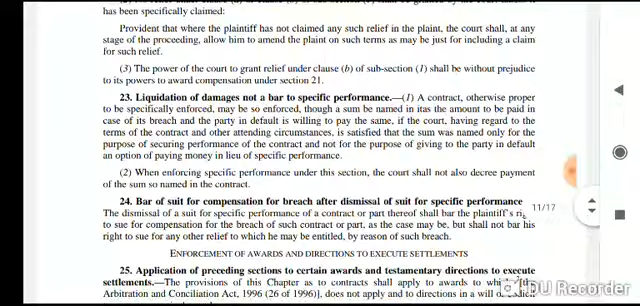 has been specifically claimed:
Provided that where the plaintiff has not claimed any such relief in the plaint, the court shall, at any
stage of the proceeding, allow him to amend the plaint on such terms as may be just for including a claim
for such relief.
(3) The power of the court to grant relief under clause (b) of sub-section (1) shall be without prejudice
to its powers to award compensation under section 21.
23. Liquidation of damages not a bar to specific performance.—(1) A contract, otherwise proper
to be specifically enforced, may be so enforced, though a sum be named in itas the amount to be paid in
case of its breach and the party in default is willing to pay the same, if the court, having regard to the
terms of the contract and other attending circumstances, is satisfied that the sum was named only for the
purpose of securing performance of the contract and not for the purpose of giving to the party in default
an option of paying money in lieu of specific performance.
(2) When enforcing specific performance under this section, the court shall not also decree payment
of the sum so named in the contract.
24. Bar of suit for compensation for breach after dismissal of suit for specific performance
The dismissal of a suit for specific performance of a contract or part thereof shall bar the plaintiff's
11/17
to sue for compensation for the breach of such contract or part, as the case may be, but shall not bar his
right to sue for any other relief to which he may be entitled, by reason of such breach.
ENFORCEMENT OF AWARDS AND DIRECTIONS TO EXECUTE SETTLEMENTS
25. Application of preceding sections to certain awards and testamentary directions to execute
settlements.—The provisions of this Chapter as to contracts shall apply to awards to
Arbitration and Conciliation Act, 1996 (26 of 1996)], does not apply and to directions in a will
DU Recorder